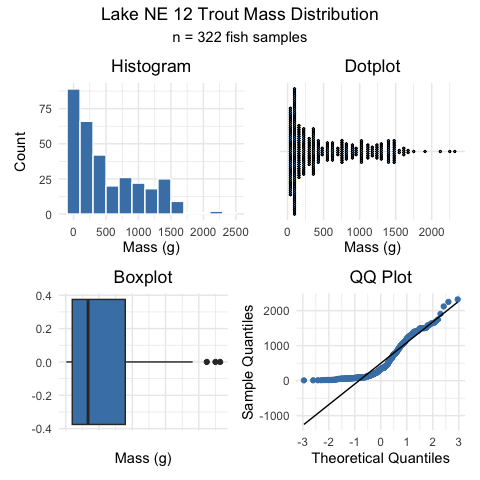 Lake NE 12 Trout Mass Distribution
n = 322 fish samples
Histogram
Dotplot
Count
75
50
25
0
0 500 1000 1500 2000 2500
Mass (g)
0 500 1000 1500 2000
Mass (g)
Boxplot
QQ Plot
0.4
0.2
0.0
-0.2
-0.4
Mass (g)
Sample Quantiles
2000
1000
0
-1000
-3 -2 -1 0 1 2 3
Theoretical Quantiles